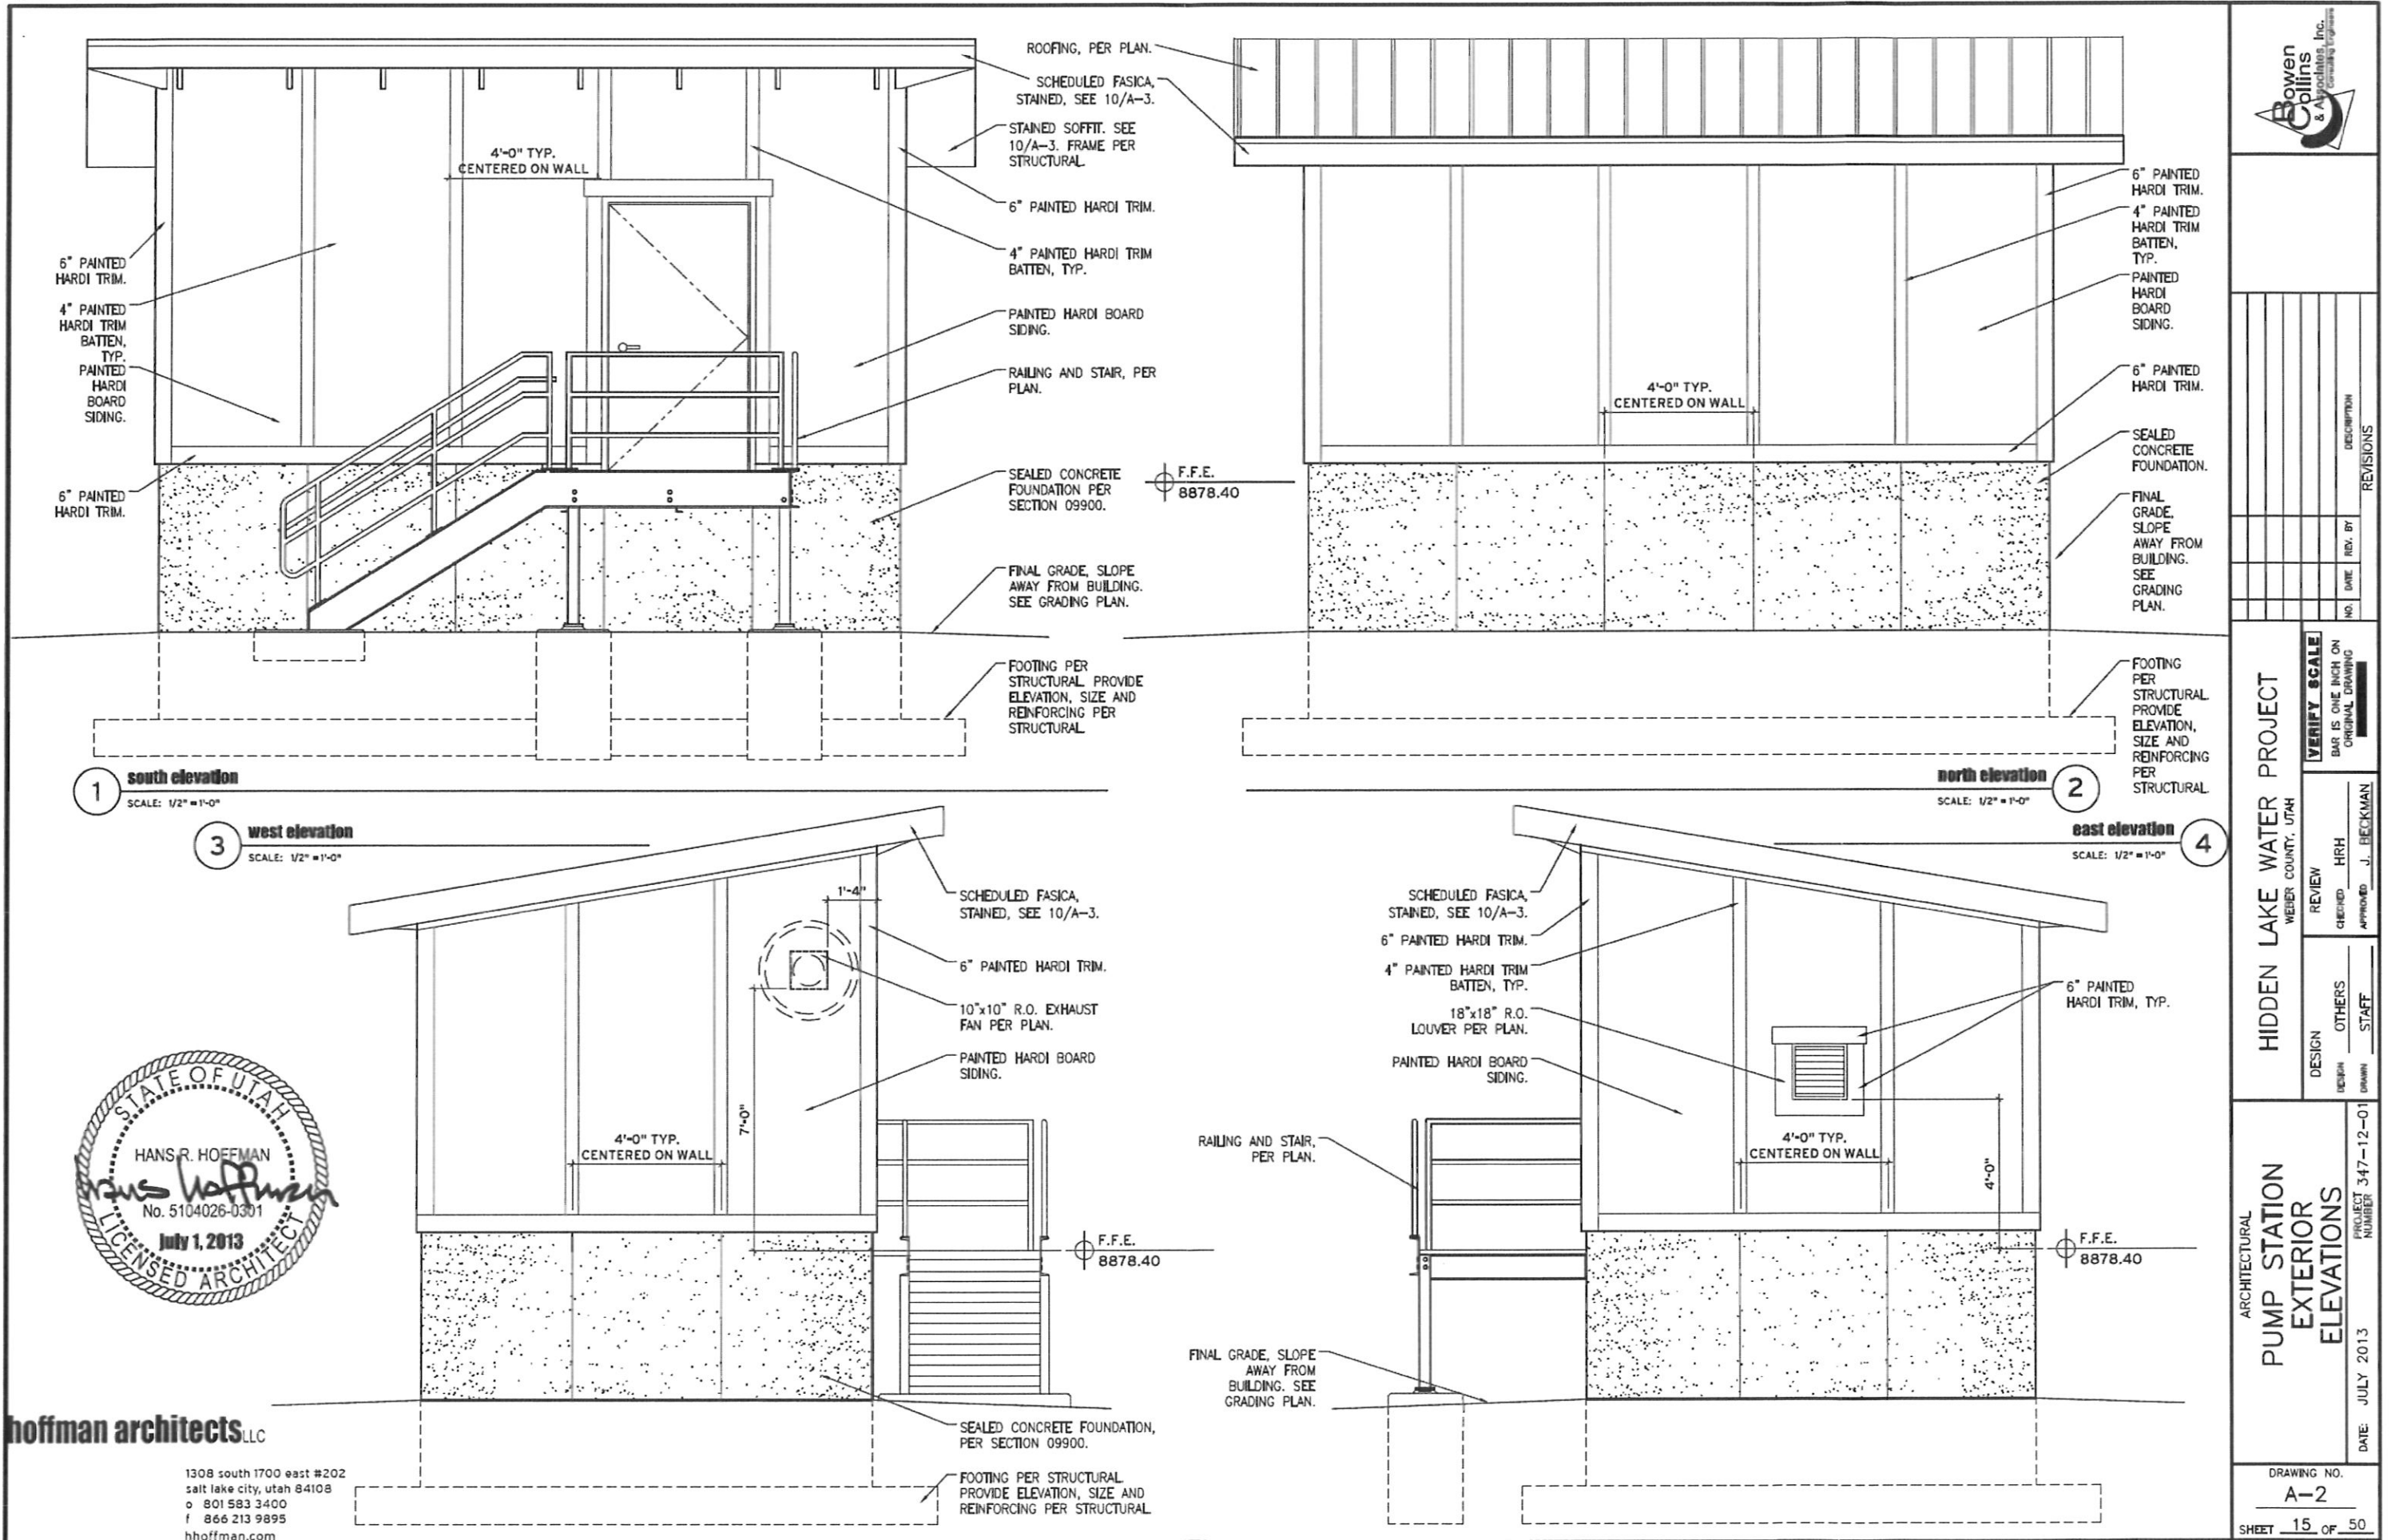 ROOFING, PER PLAN.
SCHEDULED FASICA,
STAINED, SEE 10/A-3.
STAINED SOFFIT. SEE
10/A-3. FRAME PER
STRUCTURAL.
6" PAINTED HARDI TRIM.
4" PAINTED HARDI TRIM
BATTEN, TYP.
PAINTED HARDI BOARD
SIDING.
RAILING AND STAIR, PER
PLAN.
SEALED CONCRETE
FOUNDATION PER
SECTION 09900.
FINAL GRADE, SLOPE
AWAY FROM BUILDING.
SEE GRADING PLAN.
FOOTING PER
STRUCTURAL. PROVIDE
ELEVATION, SIZE AND
REINFORCING PER
STRUCTURAL
4'-0" TYP.
CENTERED ON WALL
6" PAINTED
HARDI TRIM.
4" PAINTED
HARDI TRIM
BATTEN,
TYP.
PAINTED
HARDI
BOARD
SIDING.
6" PAINTED
HARDI TRIM.
1
south elevation
SCALE: 1/2" = 1'-0"
F.F.E.
8878.40
4'-0" TYP.
CENTERED ON WALL
6" PAINTED
HARDI TRIM.
4" PAINTED
HARDI TRIM
BATTEN,
TYP.
PAINTED
HARDI
BOARD
SIDING.
6" PAINTED
HARDI TRIM.
SEALED
CONCRETE
FOUNDATION.
FINAL
GRADE,
SLOPE
AWAY FROM
BUILDING.
SEE
GRADING
PLAN.
FOOTING
PER
STRUCTURAL.
PROVIDE
ELEVATION,
SIZE AND
REINFORCING
PER
STRUCTURAL
north elevation
2
SCALE: 1/2" = 1'-0"
3
west elevation
SCALE: 1/2" = 1'-0"
1'-4"
7'-0"
4'-0" TYP.
CENTERED ON WALL
SCHEDULED FASICA,
STAINED, SEE 10/A-3.
6" PAINTED HARDI TRIM.
10"x10" R.O. EXHAUST
FAN PER PLAN.
PAINTED HARDI BOARD
SIDING.
F.F.E.
8878.40
SEALED CONCRETE FOUNDATION,
PER SECTION 09900.
FOOTING PER STRUCTURAL.
PROVIDE ELEVATION, SIZE AND
REINFORCING PER STRUCTURAL
east elevation
4
SCALE: 1/2" = 1'-0"
SCHEDULED FASICA,
STAINED, SEE 10/A-3.
6" PAINTED HARDI TRIM.
4" PAINTED HARDI TRIM
BATTEN, TYP.
18"x18" R.O.
LOUVER PER PLAN.
PAINTED HARDI BOARD
SIDING.
RAILING AND STAIR,
PER PLAN.
FINAL GRADE, SLOPE
AWAY FROM
BUILDING. SEE
GRADING PLAN.
6" PAINTED
HARDI TRIM, TYP.
4'-0" TYP.
CENTERED ON WALL
4'-0"
F.F.E.
8878.40
STATE OF UTAH
HANS R. HOFFMAN
Hans Hoffman
No. 5104026-0301
July 1, 2013
LICENSED ARCHITECT
hoffman architects LLC
1308 south 1700 east #202
salt lake city, utah 84108
o 801 583 3400
f 866 213 9895
hhoffman.com
Bowen
Collins
& Associates, Inc.
Consulting Engineers
NO. DATE REV. BY DESCRIPTION
REVISIONS
HIDDEN LAKE WATER PROJECT
WEBER COUNTY, UTAH
VERIFY SCALE
BAR IS ONE INCH ON
ORIGINAL DRAWING
REVIEW
CHECKED HRH
APPROVED J. BECKMAN
DESIGN
DESIGN OTHERS
DRAWN STAFF
ARCHITECTURAL
PUMP STATION
EXTERIOR
ELEVATIONS
DATE: JULY 2013
PROJECT
NUMBER 347-12-01
DRAWING NO.
A-2
SHEET 15 OF 50